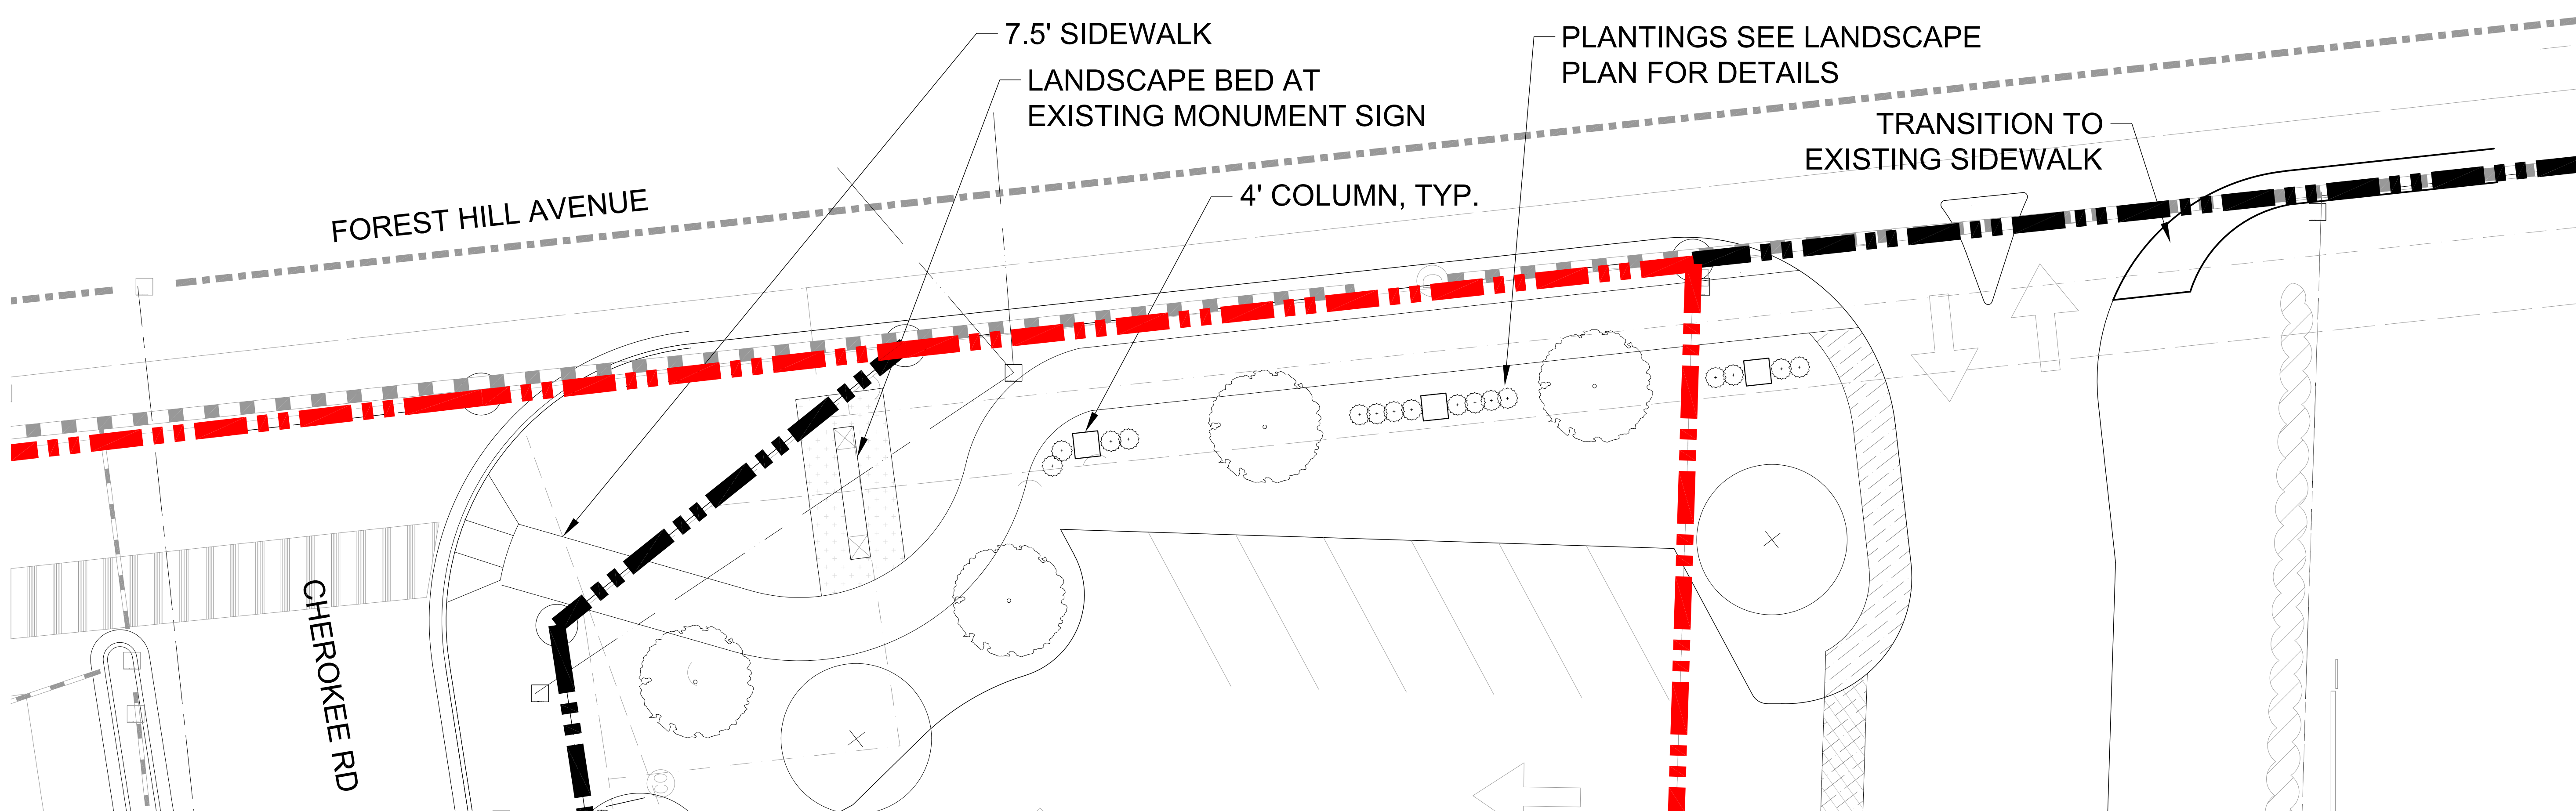 7.5' SIDEWALK
LANDSCAPE BED AT
EXISTING MONUMENT SIGN
PLANTINGS SEE LANDSCAPE
PLAN FOR DETAILS
TRANSITION TO
EXISTING SIDEWALK
4' COLUMN, TYP.
FOREST HILL AVENUE
CHEROKEE RD
CO